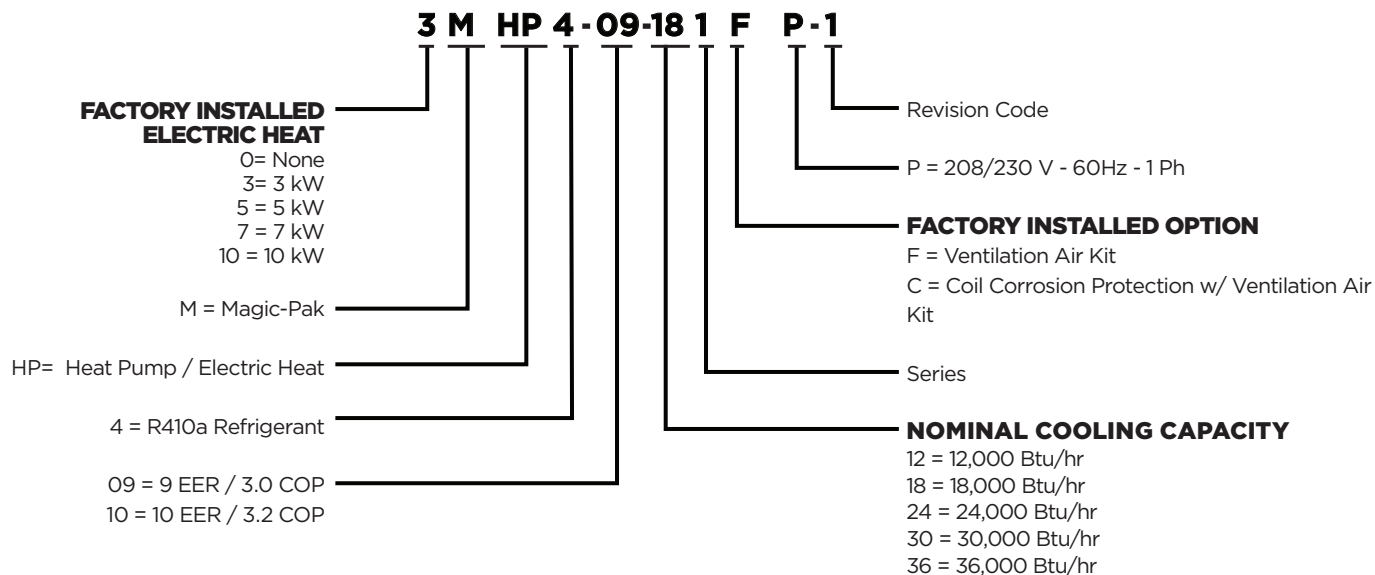 3 M HP 4 - 09-18 1 F P - 1
FACTORY INSTALLED
ELECTRIC HEAT
0= None
3= 3 kW
5 = 5 kW
7 = 7 kW
10 = 10 kW
M = Magic-Pak
HP= Heat Pump / Electric Heat
4 = R410a Refrigerant
09 = 9 EER / 3.0 COP
10 = 10 EER / 3.2 COP
Revision Code
P = 208/230 V - 60Hz - 1 Ph
FACTORY INSTALLED OPTION
F = Ventilation Air Kit
C = Coil Corrosion Protection w/ Ventilation Air
Kit
Series
NOMINAL COOLING CAPACITY
12 = 12,000 Btu/hr
18 = 18,000 Btu/hr
24 = 24,000 Btu/hr
30 = 30,000 Btu/hr
36 = 36,000 Btu/hr